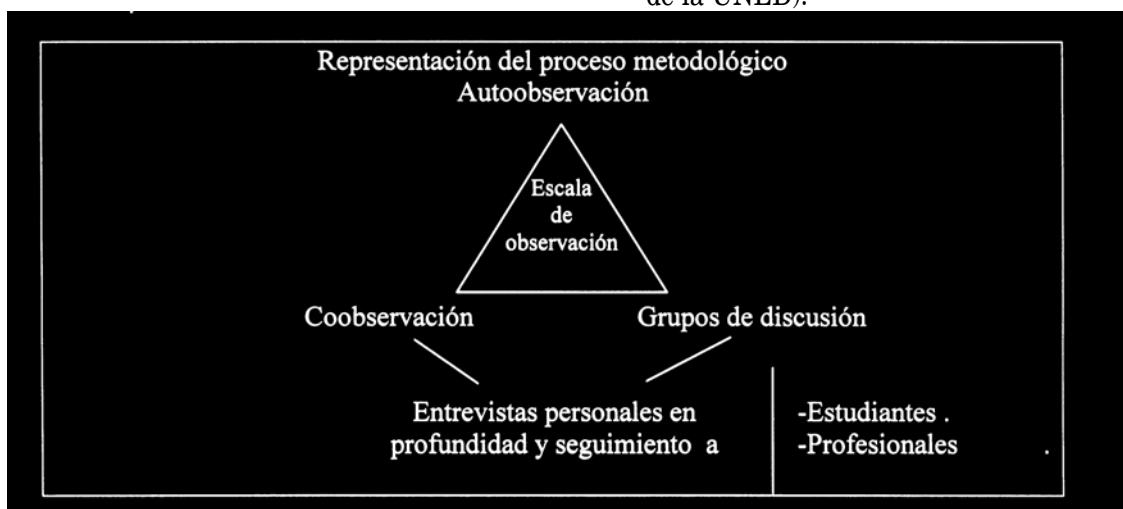 de la UNED).
Representación del proceso metodológico
Autoobservación
Escala
de
observación
Coobservación
Grupos de discusión
Entrevistas personales en
profundidad y seguimiento a
-Estudiantes .
-Profesionales .